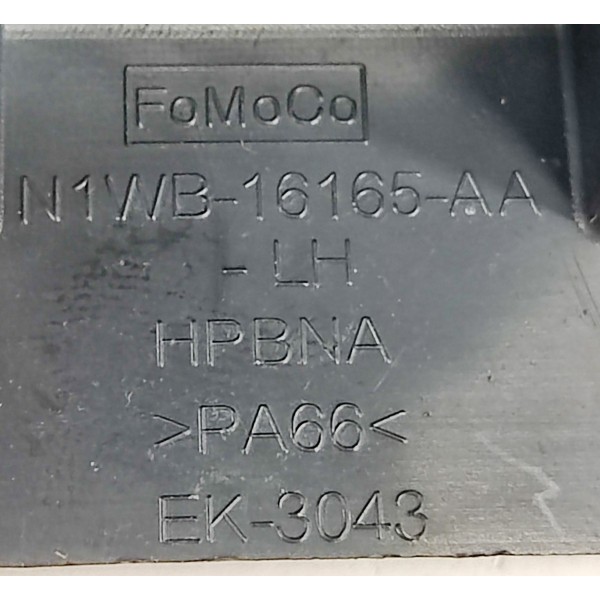 FoMoCo
N1WB-16165-AA
- LH
HPBNA
>PA66<
EK-3043